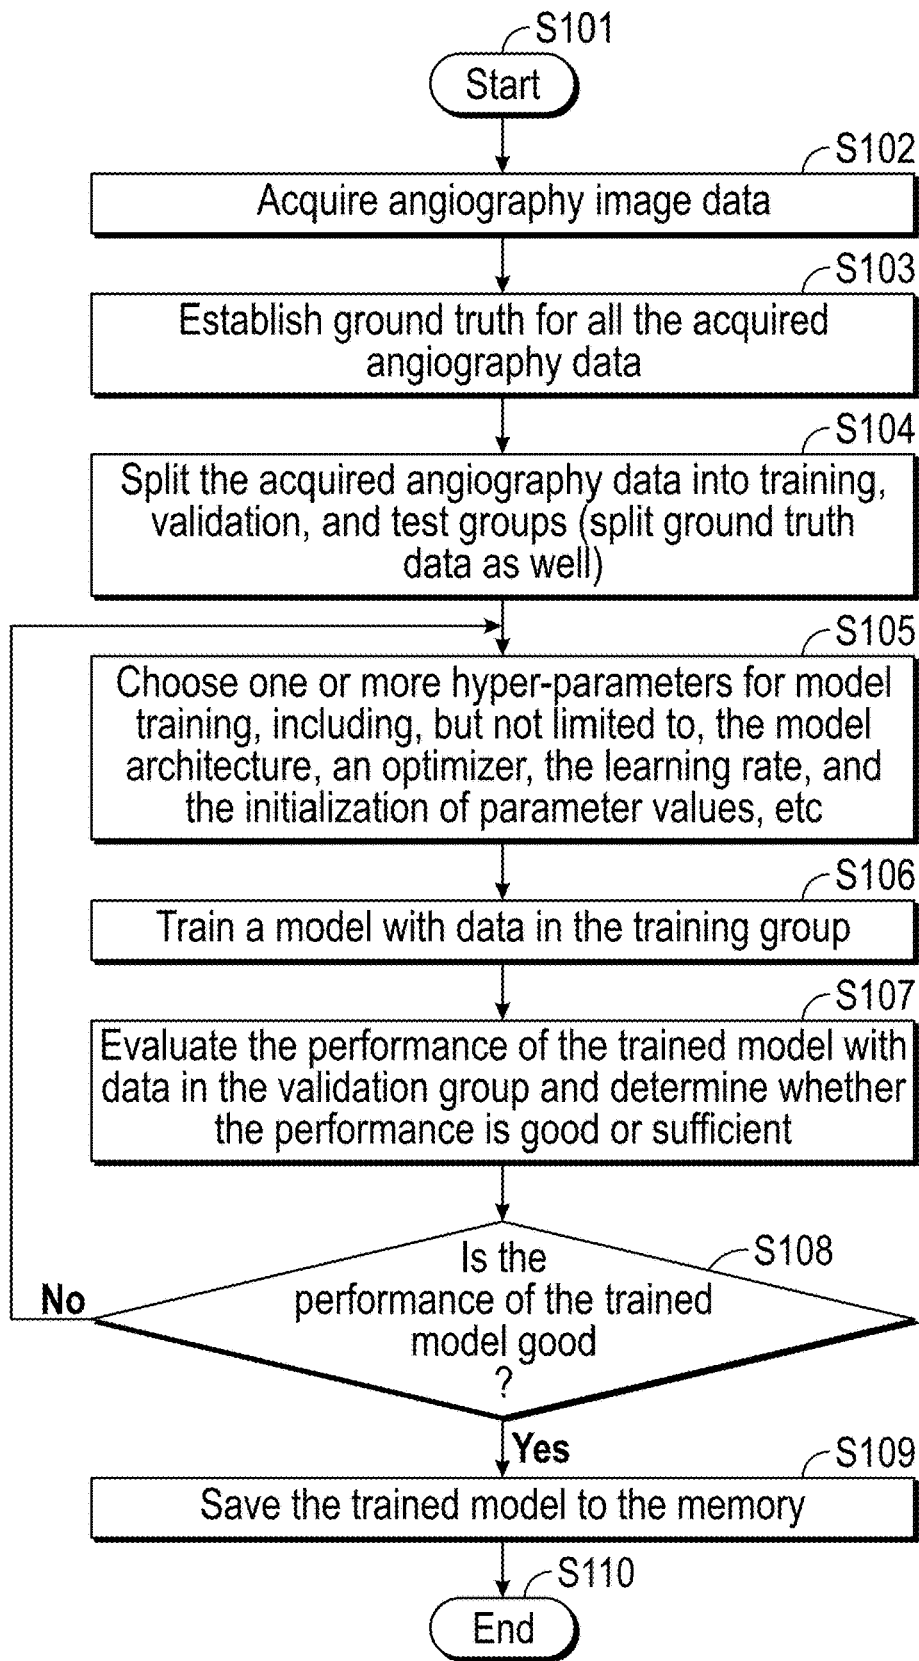 S101
Start
S102
Acquire angiography image data
S103
Establish ground truth for all the acquired
angiography data
S104
Split the acquired angiography data into training,
validation, and test groups (split ground truth
data as well)
S105
Choose one or more hyper-parameters for model
training, including, but not limited to, the model
architecture, an optimizer, the learning rate, and
the initialization of parameter values, etc
S106
Train a model with data in the training group
S107
Evaluate the performance of the trained model with
data in the validation group and determine whether
the performance is good or sufficient
S108
Is the
performance of the trained
model good
?
No
Yes
S109
Save the trained model to the memory
S110
End